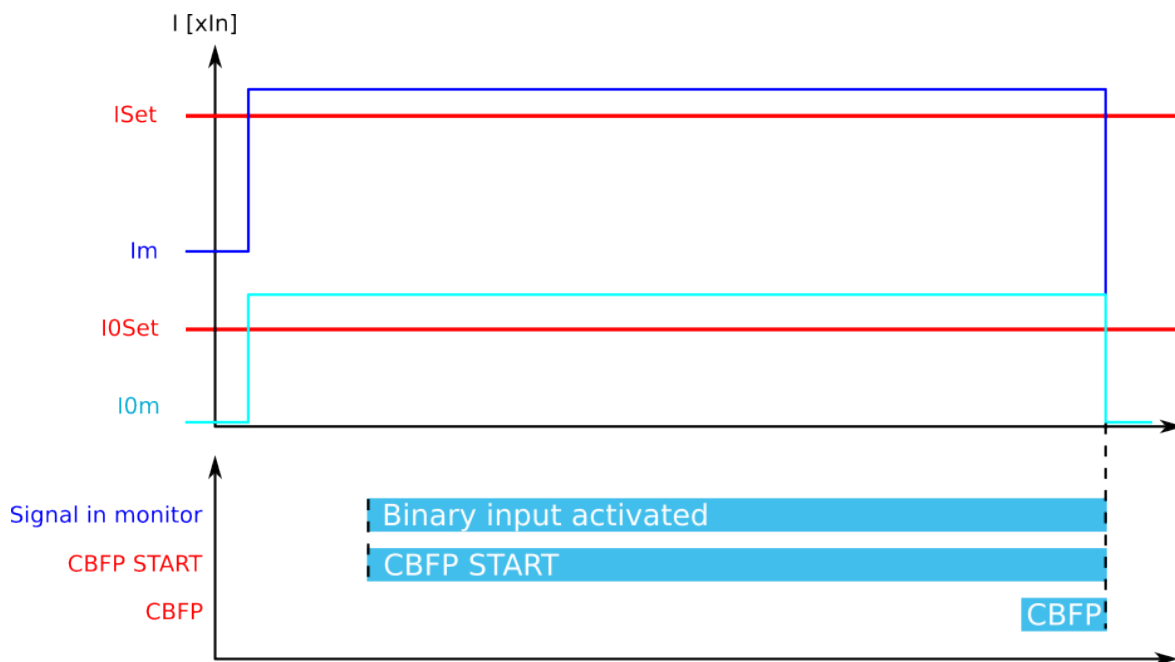 I [xIn]
ISet
Im
I0Set
I0m
Signal in monitor
Binary input activated
CBFP START
CBFP START
CBFP
CBFP